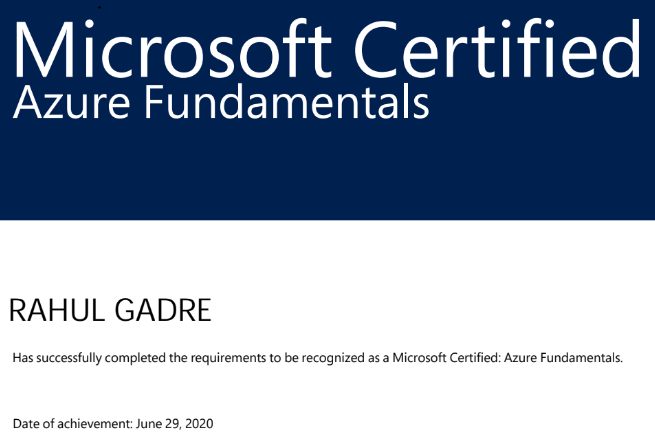 Microsoft Certified
Azure Fundamentals
RAHUL GADRE
Has successfully completed the requirements to be recognized as a Microsoft Certified: Azure Fundamentals.
Date of achievement: June 29, 2020